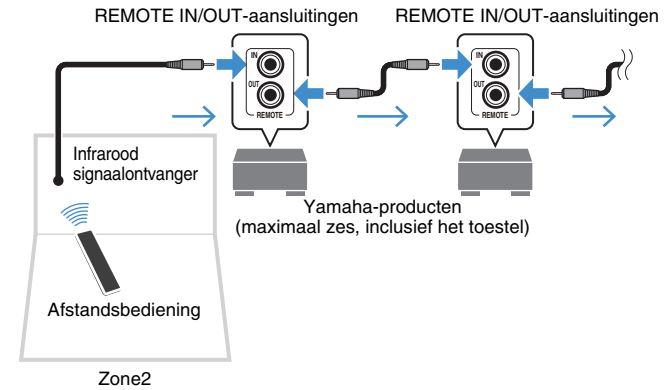 REMOTE IN/OUT-aansluitingen
REMOTE IN/OUT-aansluitingen
IN
OUT
REMOTE
IN
OUT
REMOTE
Infrarood
signaalontvanger
Yamaha-producten
(maximaal zes, inclusief het toestel)
Afstandsbediening
Zone2